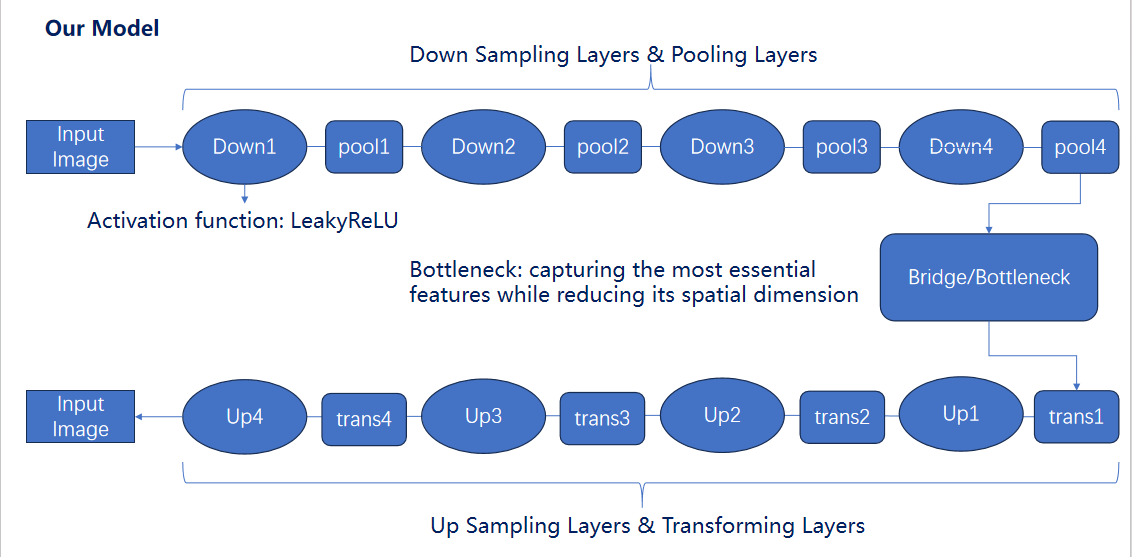 Our Model
Down Sampling Layers & Pooling Layers
Input
Image
Down1
pool1
Down2
pool2
Down3
pool3
Down4
pool4
Activation function: LeakyReLU
Bottleneck: capturing the most essential
features while reducing its spatial dimension
Bridge/Bottleneck
Input
Image
Up4
trans4
Up3
trans3
Up2
trans2
Up1
trans1
Up Sampling Layers & Transforming Layers